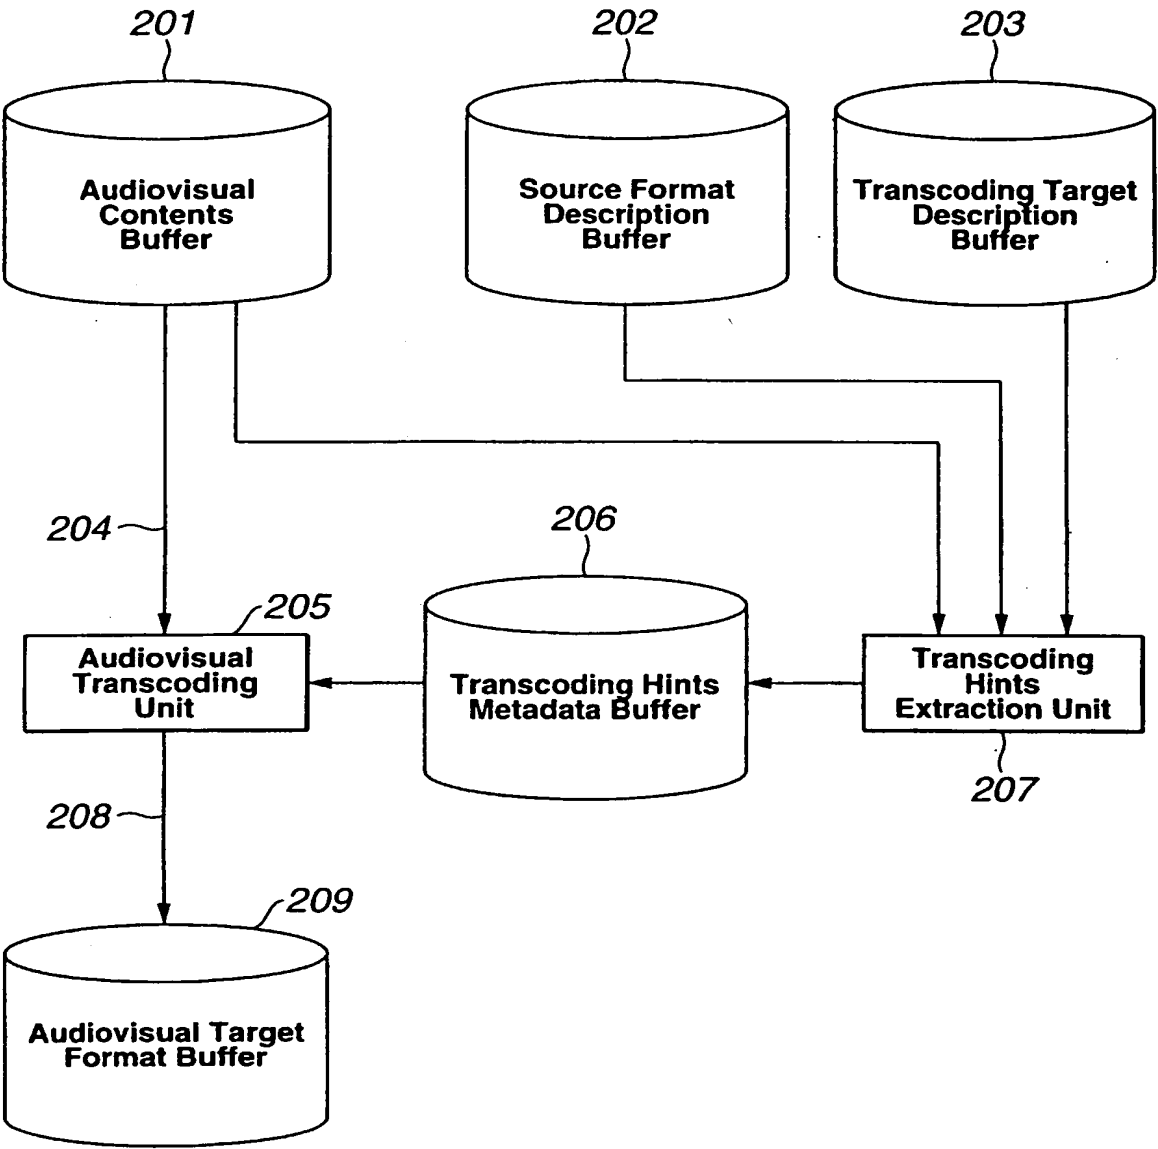 201
202
203
Audiovisual
Contents
Buffer
Source Format
Description
Buffer
Transcoding Target
Description
Buffer
204
206
205
Audiovisual
Transcoding
Unit
Transcoding Hints
Metadata Buffer
Transcoding
Hints
Extraction Unit
207
208
209
Audiovisual Target
Format Buffer